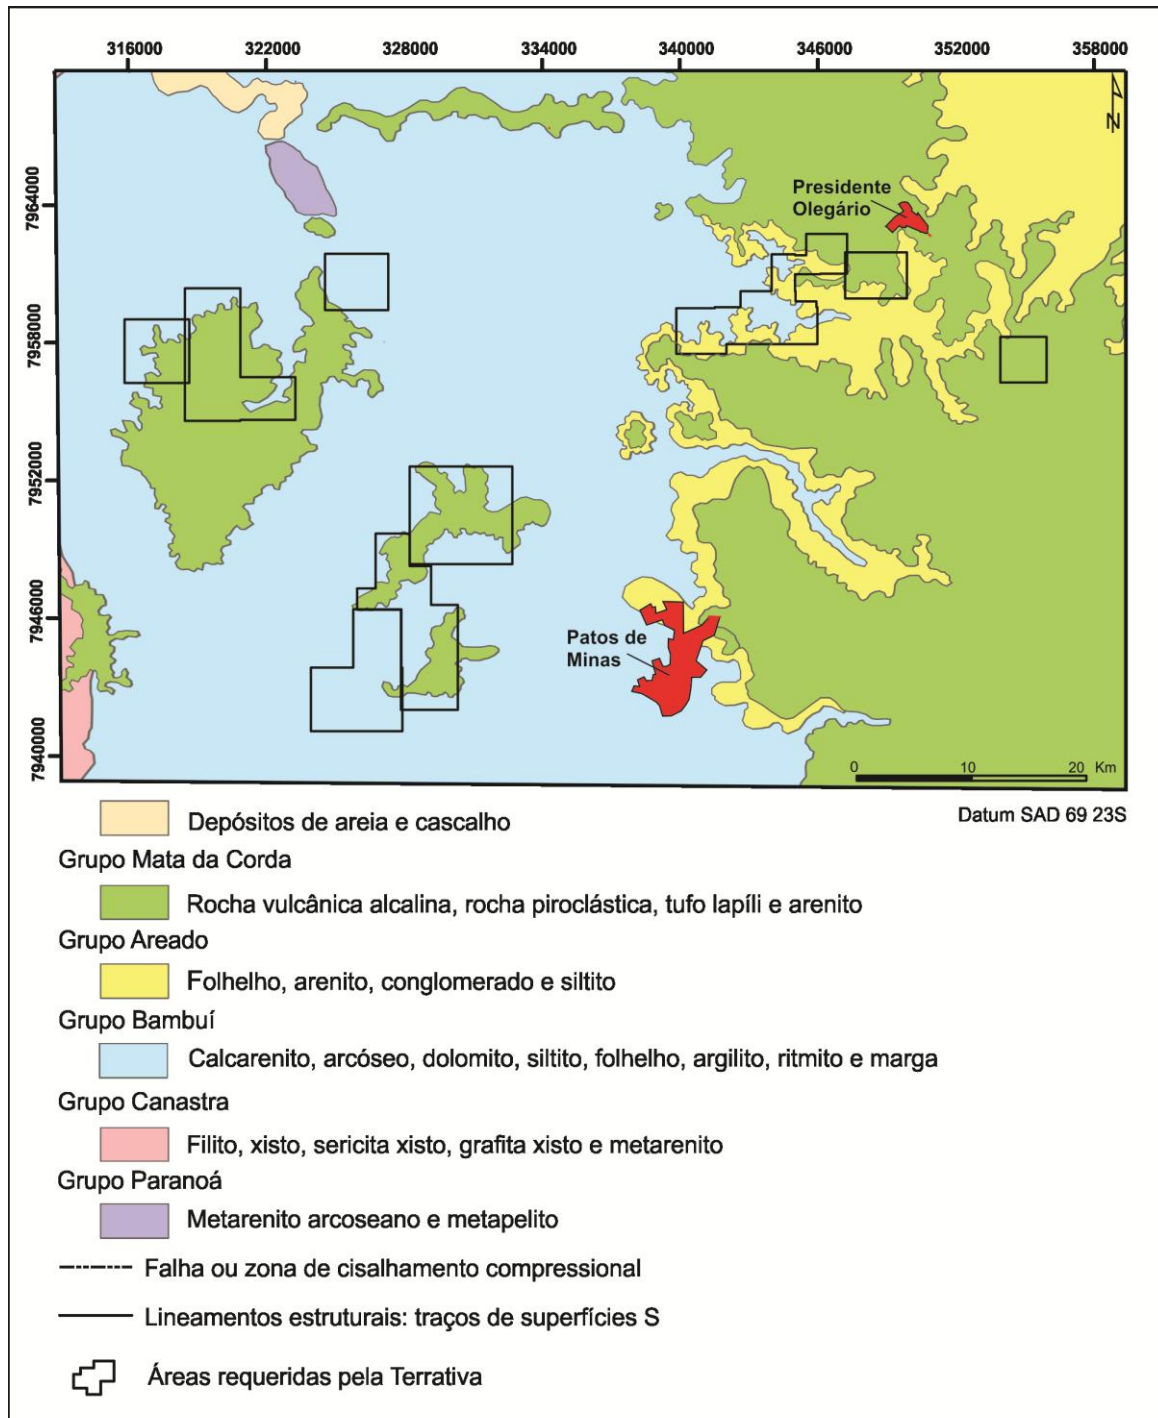 316000 322000 328000 334000 340000 346000 352000 358000
N
7964000
7958000
7952000
7946000
7940000
Presidente
Olegário
Patos de
Minas
0 10 20 Km
Datum SAD 69 23S
Depósitos de areia e cascalho
Grupo Mata da Corda
Rocha vulcânica alcalina, rocha piroclástica, tufo lapíli e arenito
Grupo Areado
Folhelho, arenito, conglomerado e siltito
Grupo Bambuí
Calcarenito, arcóseo, dolomito, siltito, folhelho, argilito, ritmito e marga
Grupo Canastra
Filito, xisto, sericita xisto, grafita xisto e metarenito
Grupo Paranoá
Metarenito arcoseano e metapelito
Falha ou zona de cisalhamento compressional
Lineamentos estruturais: traços de superfícies S
Áreas requeridas pela Terrativa